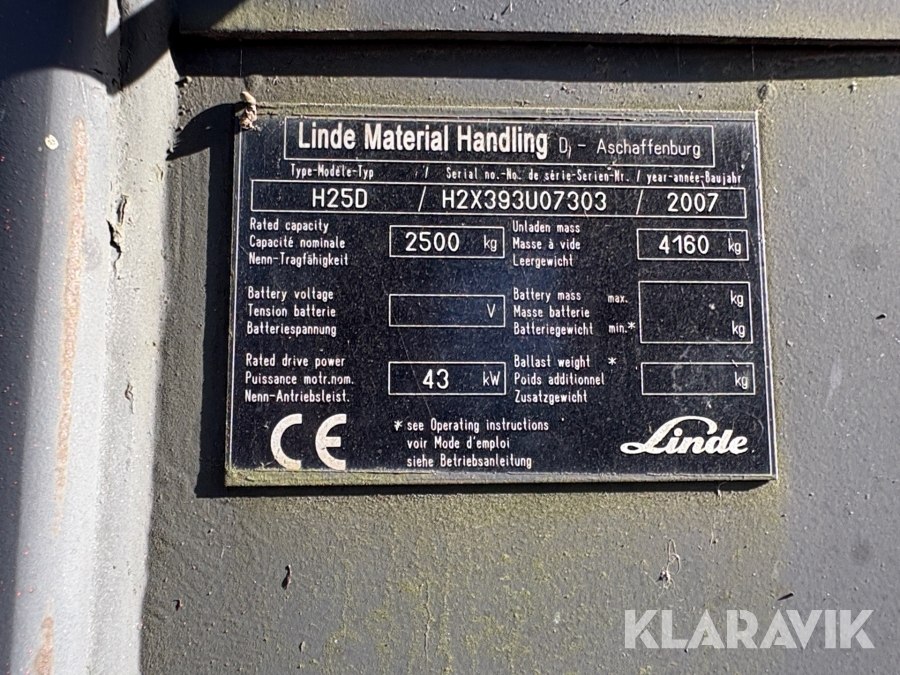 Linde Material Handling D, - Aschaffenburg
Type-Modèle-Typ / Serial no.-No. de série-Serien-Nr. / year-année-Baujahr
H25D / H2X393U07303 / 2007
Rated capacity
Capacité nominale
Nenn-Tragfähigkeit
2500 kg
Unladen mass
Masse à vide
Leergewicht
4160 kg
Battery voltage
Tension batterie
Batteriespannung
V
Battery mass max. kg
Masse batterie
Batteriegewicht min.* kg
Rated drive power
Puissance motr.nom.
Nenn-Antriebsleist.
43 kW
Ballast weight *
Poids additionnel
Zusatzgewicht
kg
CE
* see Operating instructions
voir Mode d'emploi
siehe Betriebsanleitung
Linde
KLARAVIK